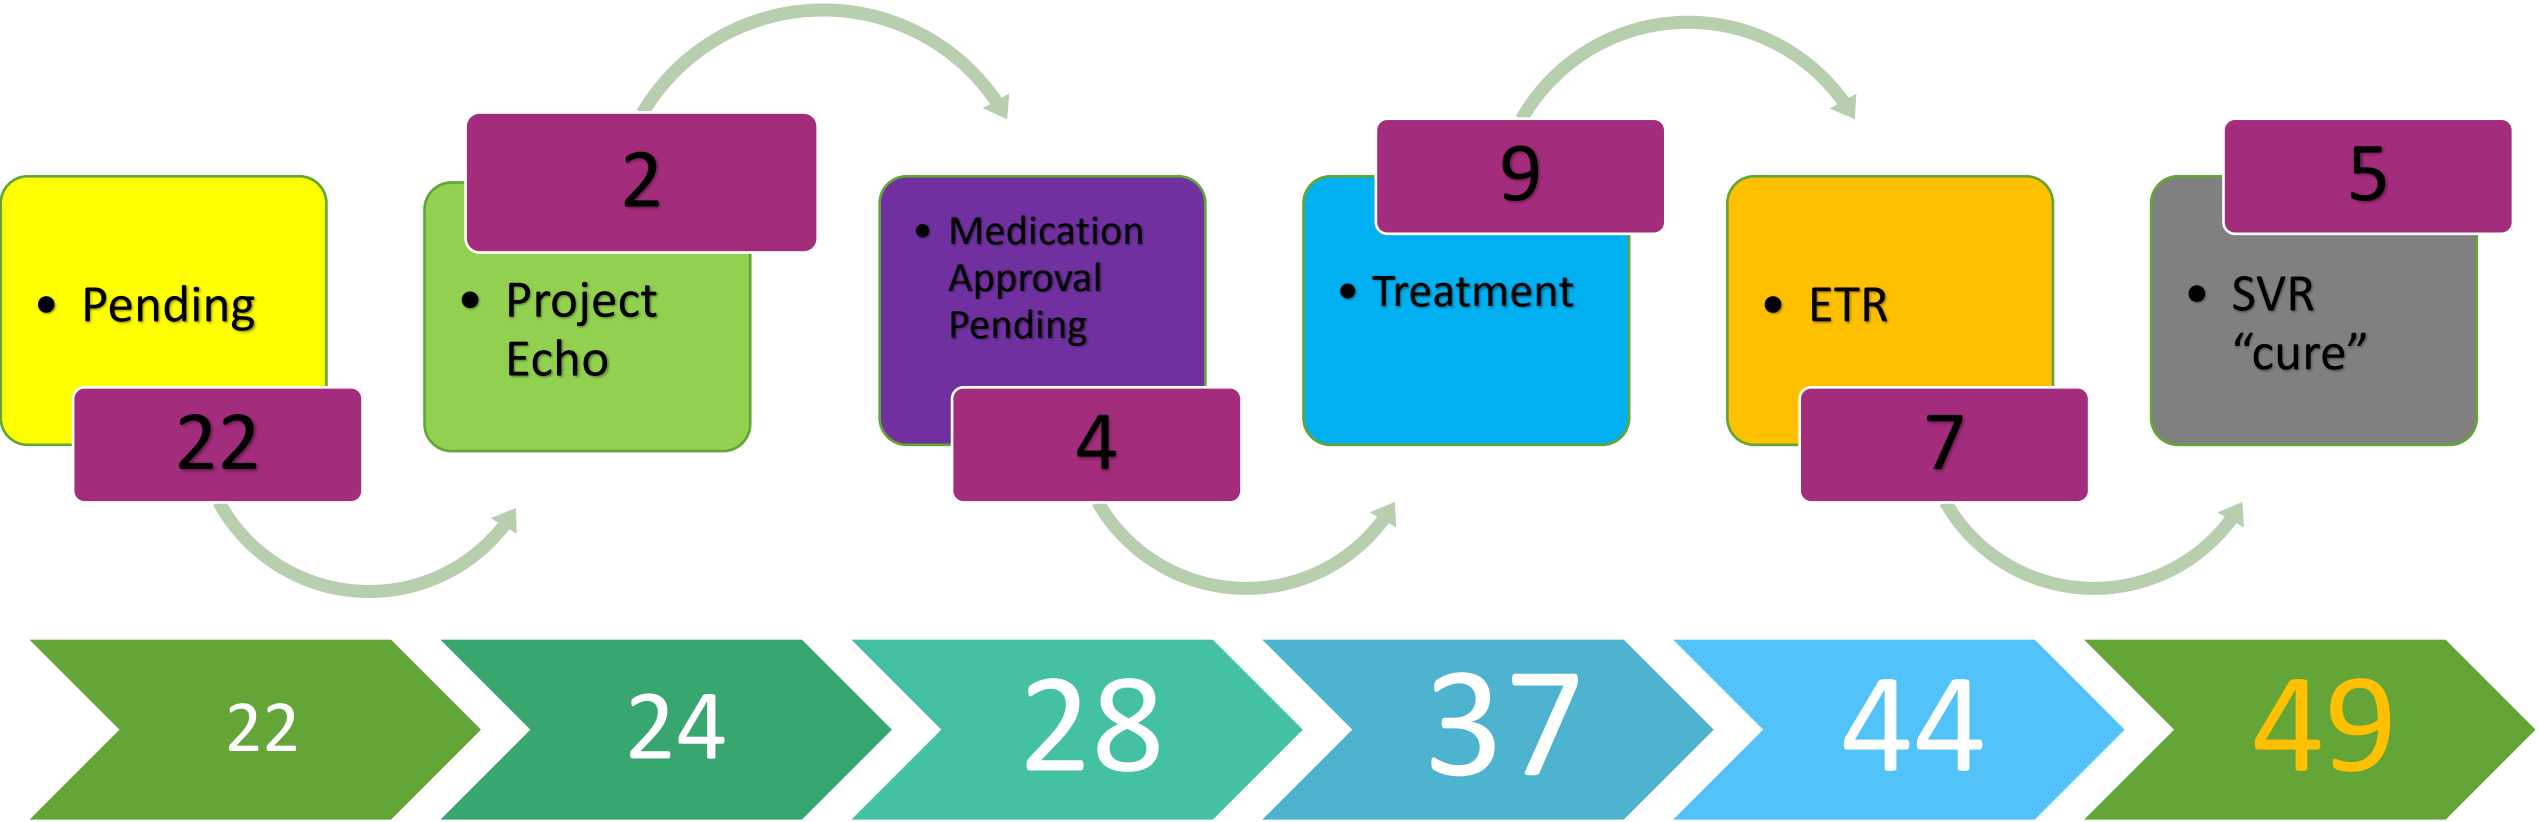 • Pending
22
2
• Project
Echo
• Medication
Approval
Pending
4
9
• Treatment
• ETR
7
5
• SVR
“cure”
22
24
28
37
44
49